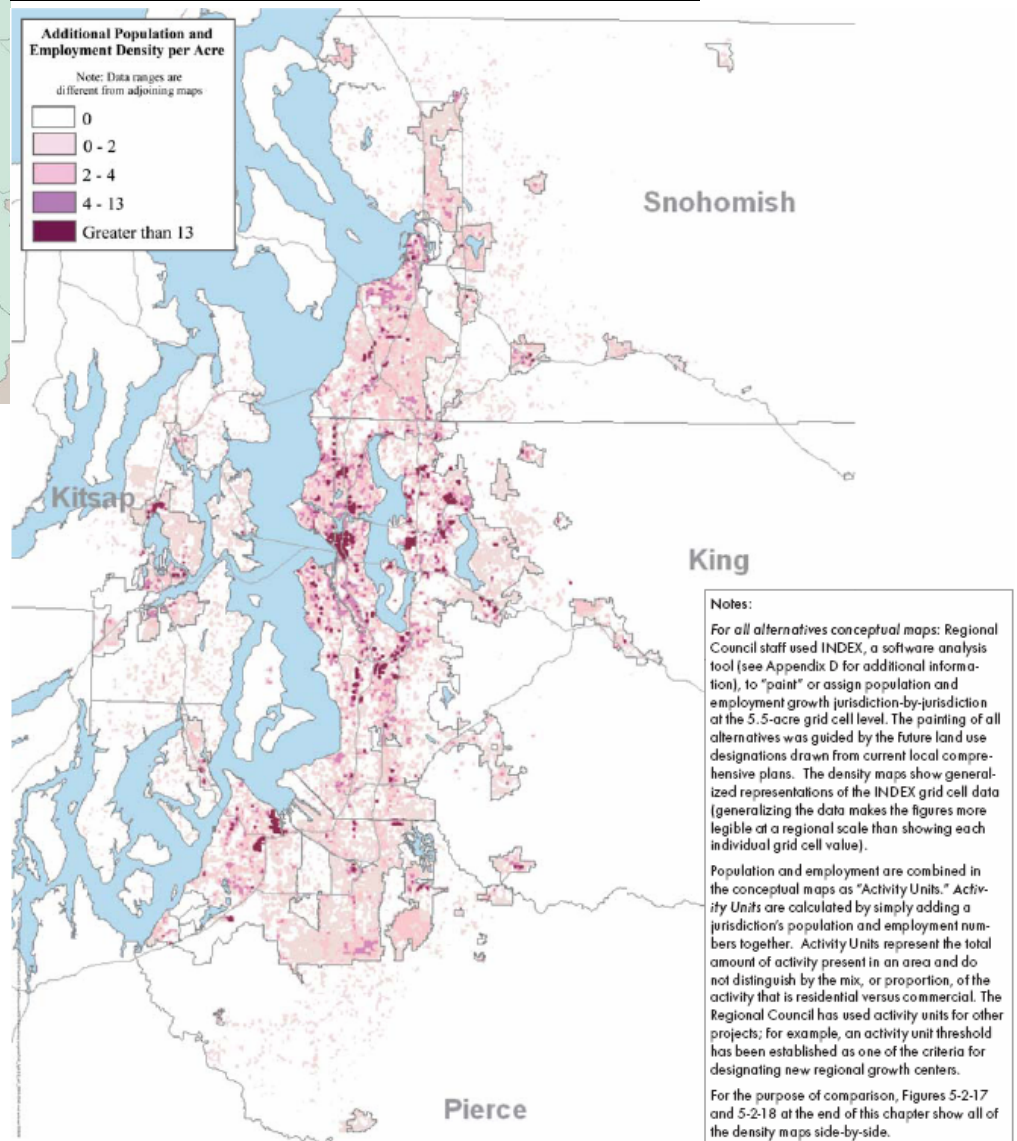 Additional Population and
Employment Density per Acre
Note: Data ranges are
different from adjoining maps
0
0 - 2
2 - 4
4 - 13
Greater than 13
Snohomish
Kitsap
King
Pierce
Notes:
For all alternatives conceptual maps: Regional
Council staff used INDEX, a software analysis
tool (see Appendix D for additional informa-
tion), to “paint” or assign population and
employment growth jurisdiction-by-jurisdiction
at the 5.5-acre grid cell level. The painting of all
alternatives was guided by the future land use
designations drawn from current local compre-
hensive plans. The density maps show general-
ized representations of the INDEX grid cell data
(generalizing the data makes the figures more
legible at a regional scale than showing each
individual grid cell value).
Population and employment are combined in
the conceptual maps as “Activity Units.” Activ-
ity Units are calculated by simply adding a
jurisdiction’s population and employment num-
bers together. Activity Units represent the total
amount of activity present in an area and do
not distinguish by the mix, or proportion, of the
activity that is residential versus commercial. The
Regional Council has used activity units for other
projects; for example, an activity unit threshold
has been established as one of the criteria for
designating new regional growth centers.
For the purpose of comparison, Figures 5-2-17
and 5-2-18 at the end of this chapter show all of
the density maps side-by-side.